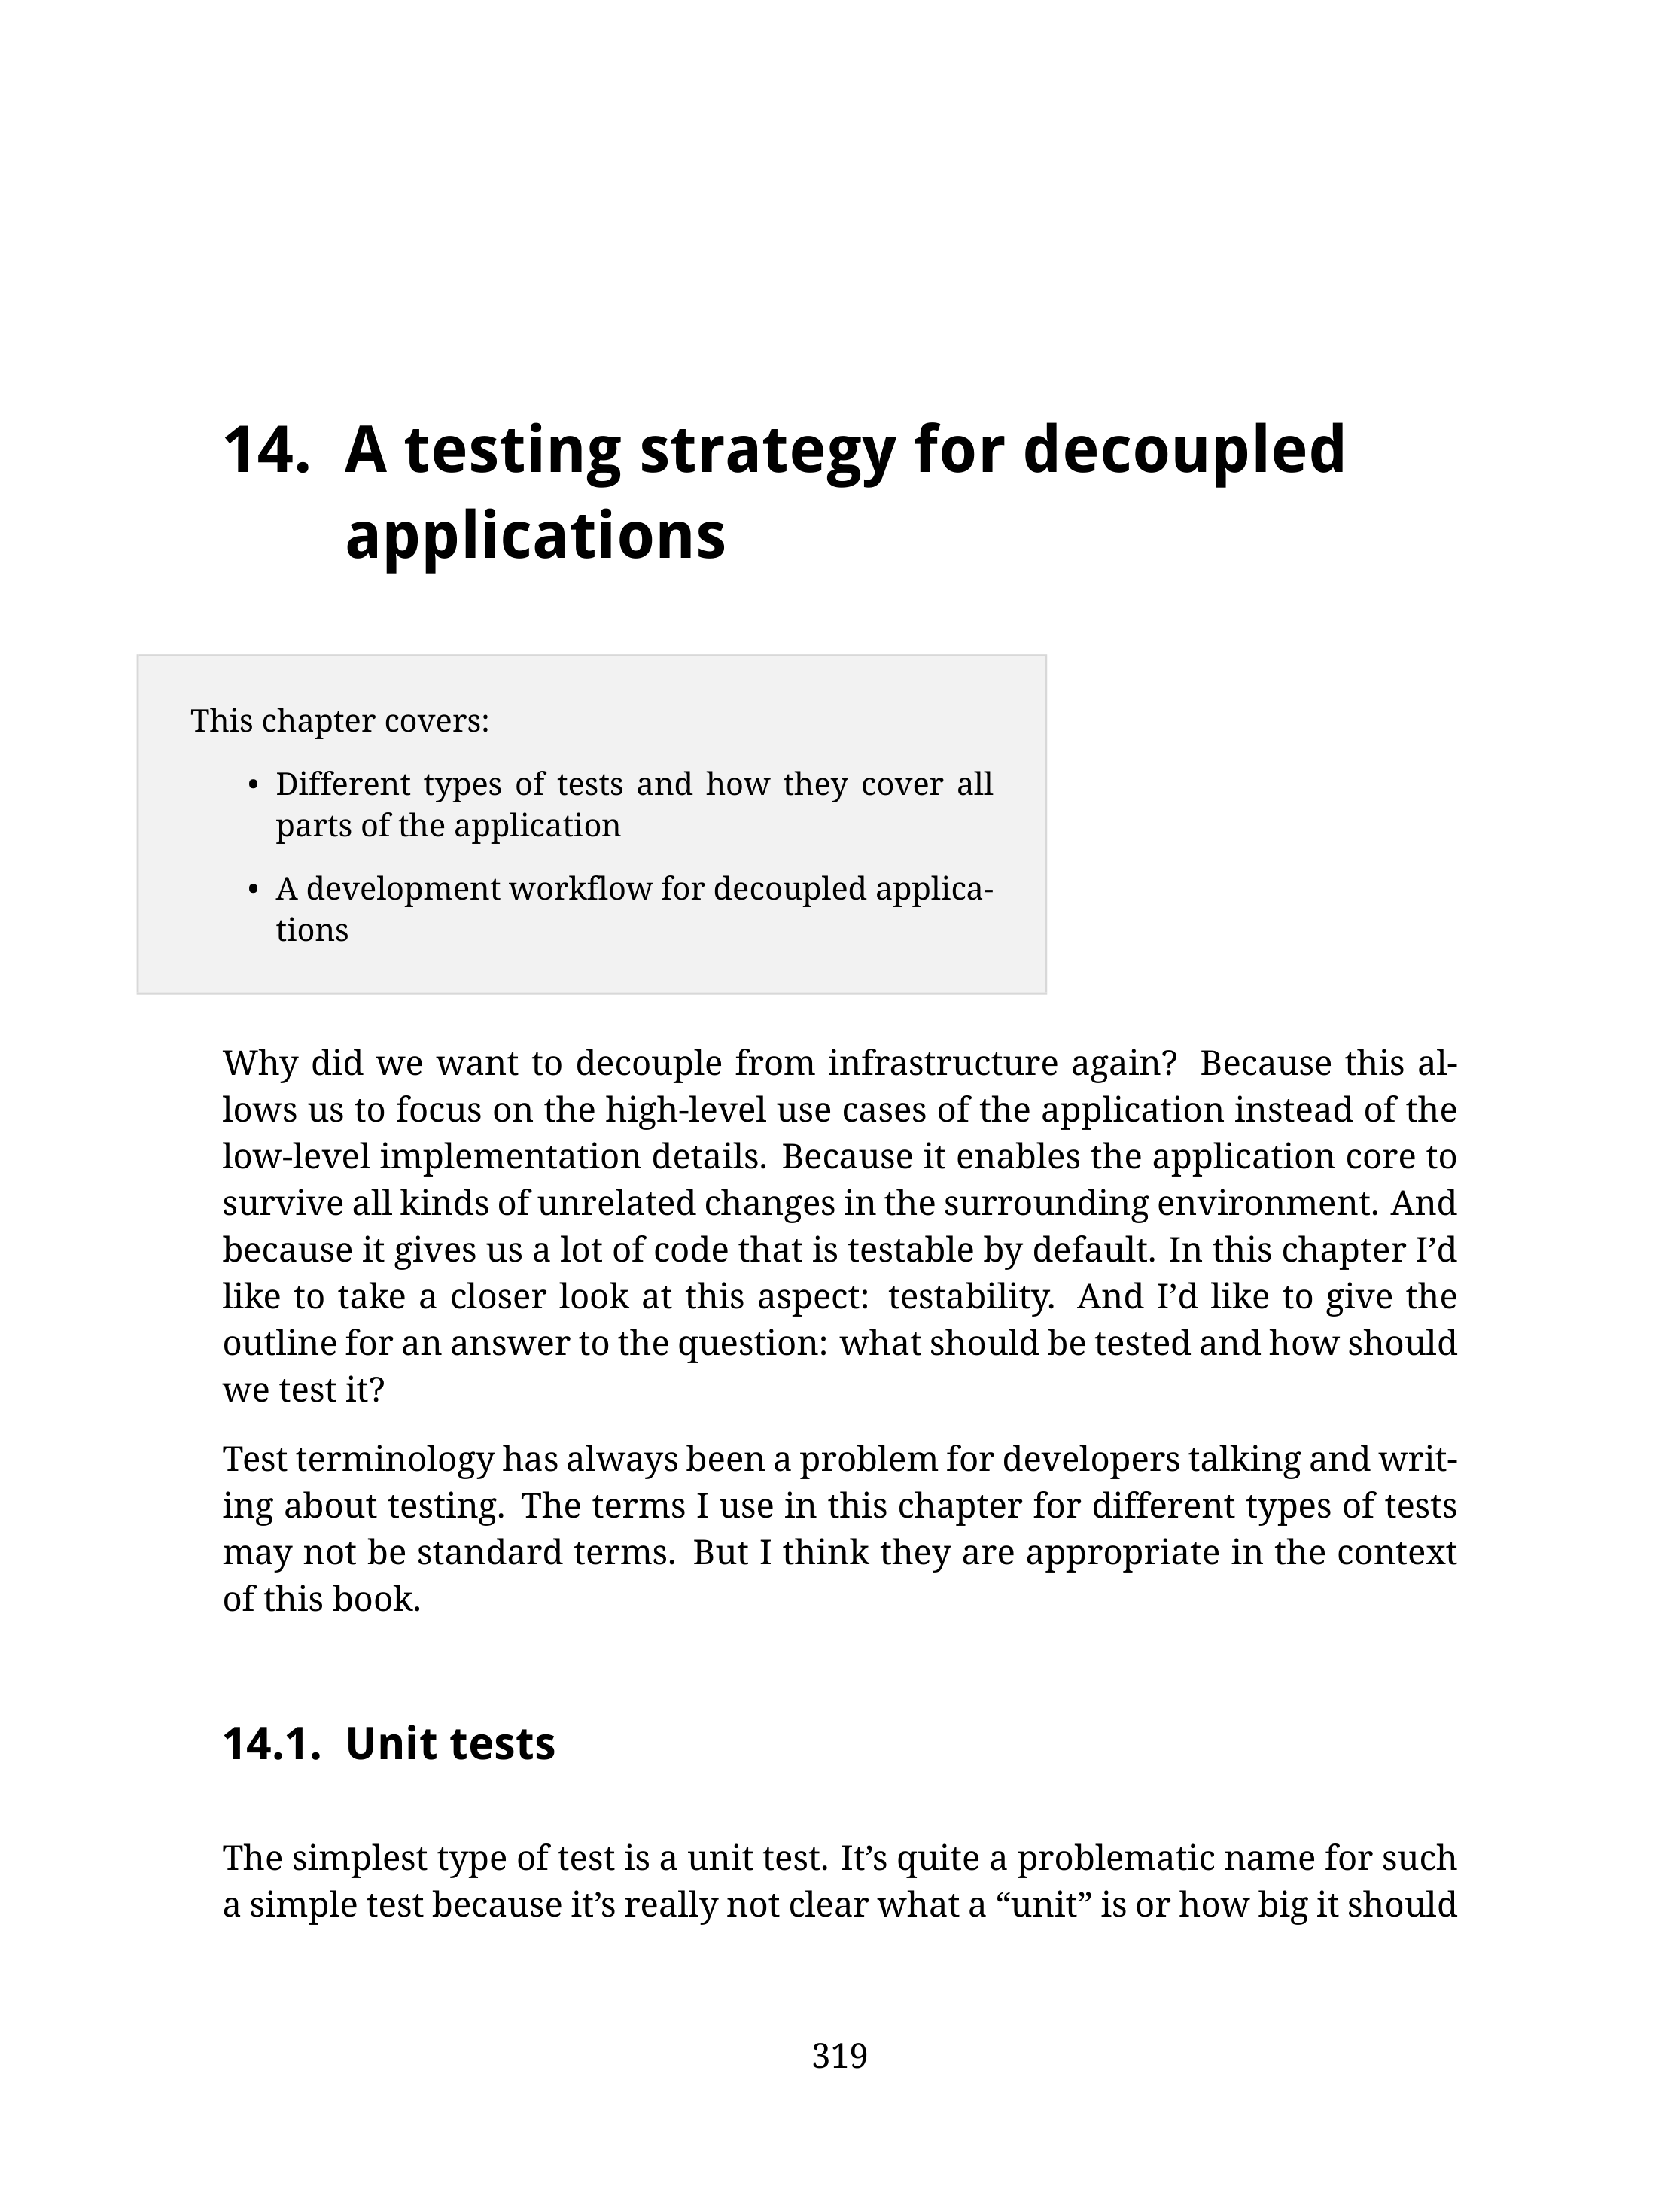 14. A testing strategy for decoupled
applications
This chapter covers:
• Different types of tests and how they cover all
parts of the application
• A development workflow for decoupled applica-
tions
Why did we want to decouple from infrastructure again? Because this al-
lows us to focus on the high-level use cases of the application instead of the
low-level implementation details. Because it enables the application core to
survive all kinds of unrelated changes in the surrounding environment. And
because it gives us a lot of code that is testable by default. In this chapter I’d
like to take a closer look at this aspect: testability. And I’d like to give the
outline for an answer to the question: what should be tested and how should
we test it?
Test terminology has always been a problem for developers talking and writ-
ing about testing. The terms I use in this chapter for different types of tests
may not be standard terms. But I think they are appropriate in the context
of this book.
14.1. Unit tests
The simplest type of test is a unit test. It’s quite a problematic name for such
a simple test because it’s really not clear what a “unit” is or how big it should
319